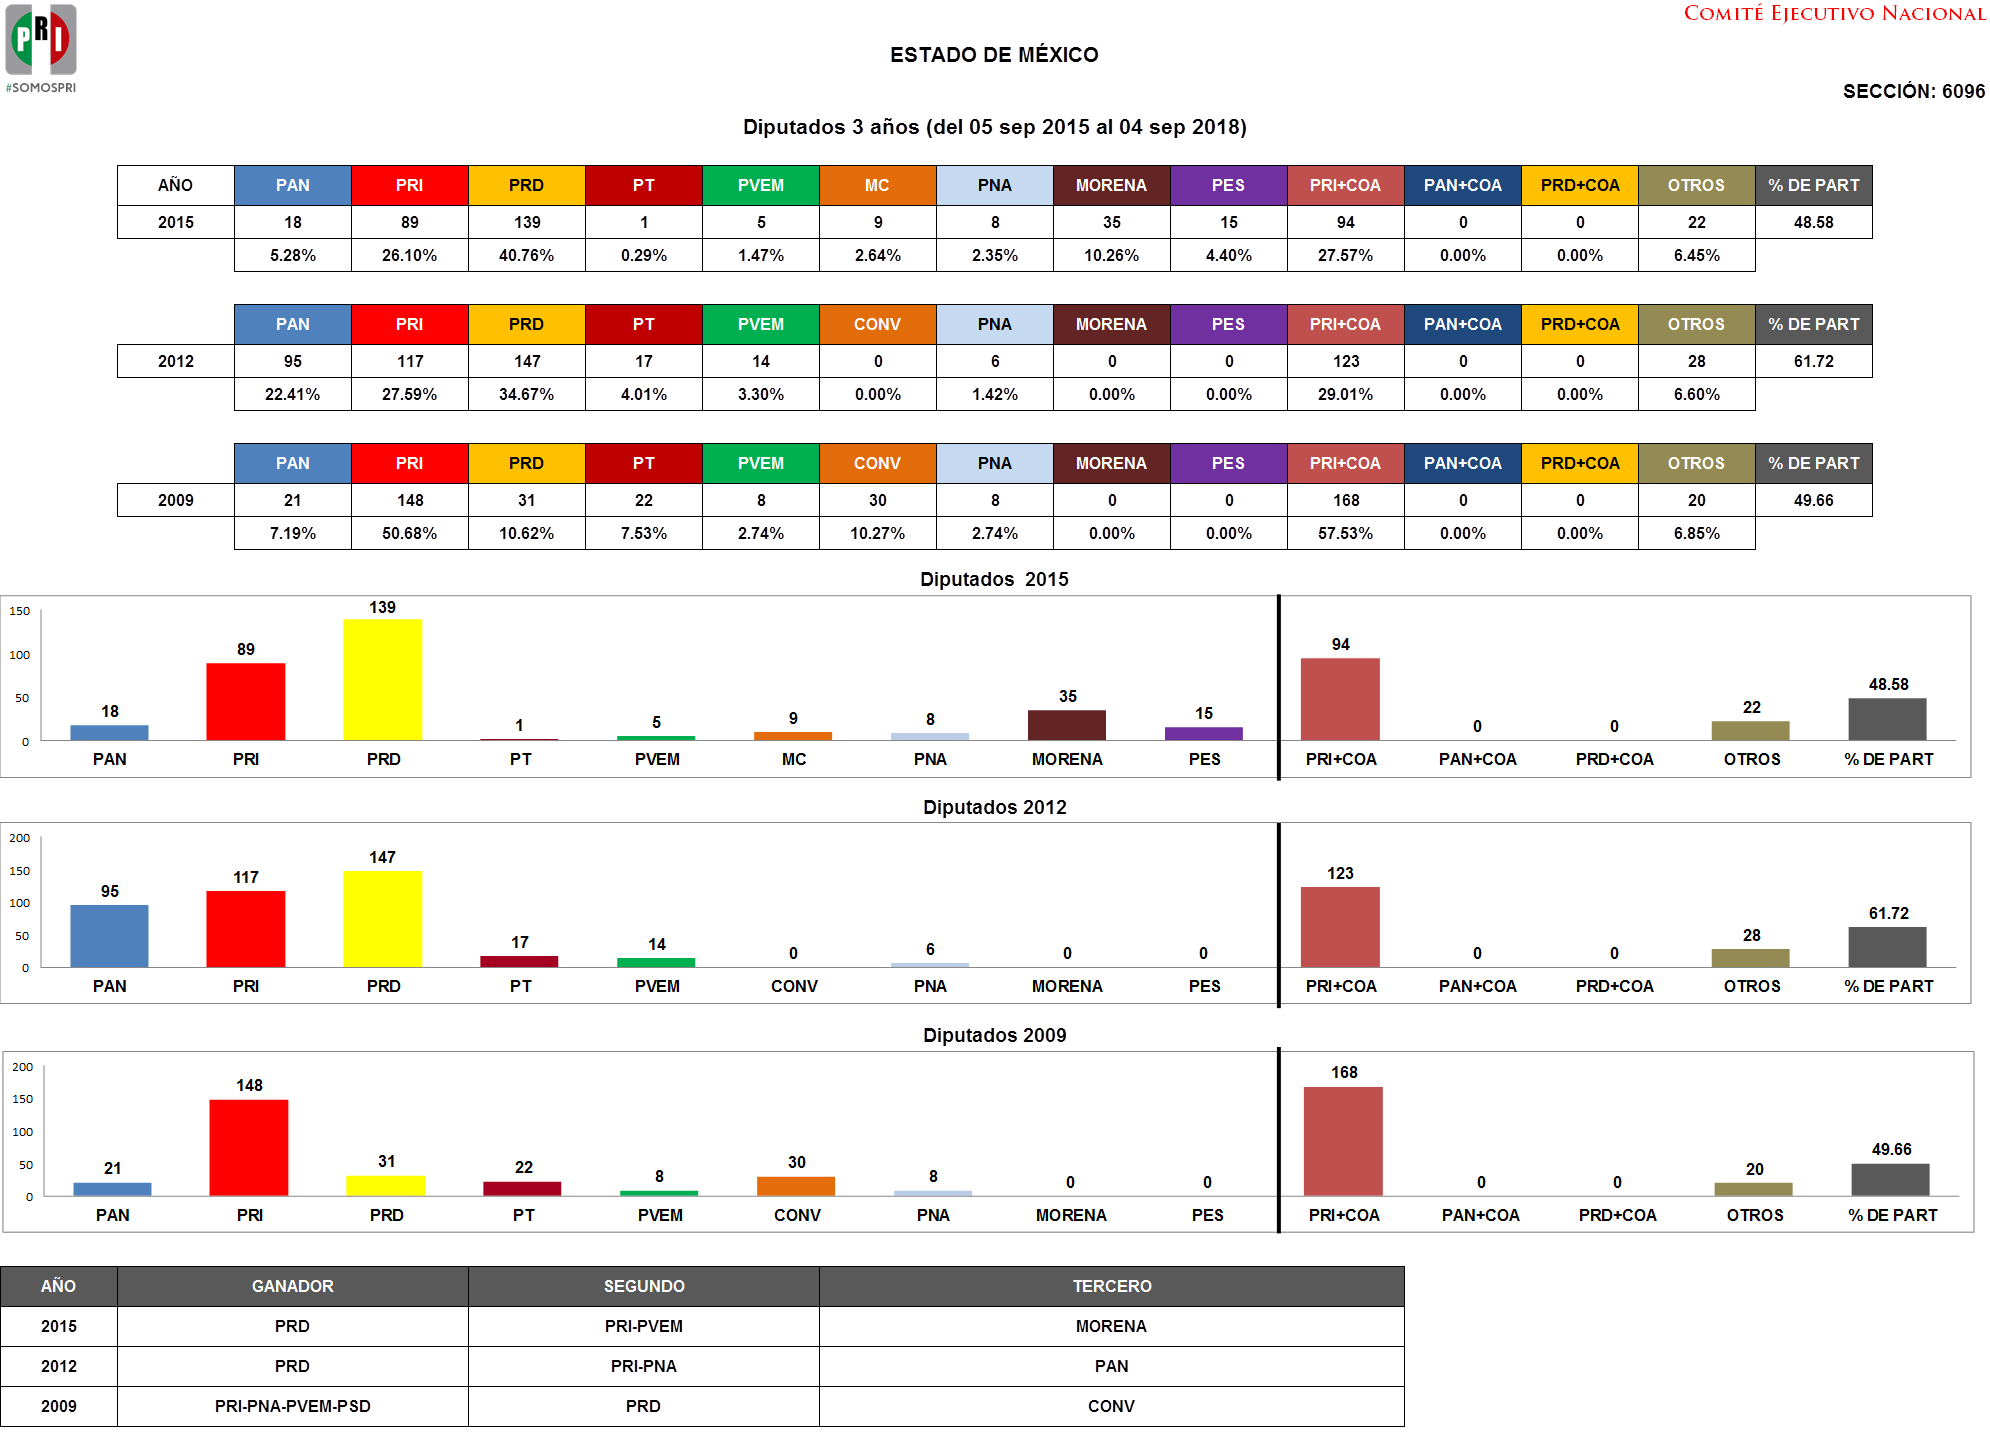 PRI
#SOMOSPRI
COMITÉ EJECUTIVO NACIONAL
ESTADO DE MÉXICO
SECCIÓN: 6096
Diputados 3 años (del 05 sep 2015 al 04 sep 2018)
AÑO PAN PRI PRD PT PVEM MC PNA MORENA PES PRI+COA PAN+COA PRD+COA OTROS % DE PART
2015 18 89 139 1 5 9 8 35 15 94 0 0 22 48.58
5.28% 26.10% 40.76% 0.29% 1.47% 2.64% 2.35% 10.26% 4.40% 27.57% 0.00% 0.00% 6.45%
PAN PRI PRD PT PVEM CONV PNA MORENA PES PRI+COA PAN+COA PRD+COA OTROS % DE PART
2012 95 117 147 17 14 0 6 0 0 123 0 0 28 61.72
22.41% 27.59% 34.67% 4.01% 3.30% 0.00% 1.42% 0.00% 0.00% 29.01% 0.00% 0.00% 6.60%
PAN PRI PRD PT PVEM CONV PNA MORENA PES PRI+COA PAN+COA PRD+COA OTROS % DE PART
2009 21 148 31 22 8 30 8 0 0 168 0 0 20 49.66
7.19% 50.68% 10.62% 7.53% 2.74% 10.27% 2.74% 0.00% 0.00% 57.53% 0.00% 0.00% 6.85%
Diputados 2015
150
100
50
0
18 89 139 1 5 9 8 35 15 94 0 0 22 48.58
PAN PRI PRD PT PVEM MC PNA MORENA PES PRI+COA PAN+COA PRD+COA OTROS % DE PART
Diputados 2012
200
150
100
50
0
95 117 147 17 14 0 6 0 0 123 0 0 28 61.72
PAN PRI PRD PT PVEM CONV PNA MORENA PES PRI+COA PAN+COA PRD+COA OTROS % DE PART
Diputados 2009
200
150
100
50
0
21 148 31 22 8 30 8 0 0 168 0 0 20 49.66
PAN PRI PRD PT PVEM CONV PNA MORENA PES PRI+COA PAN+COA PRD+COA OTROS % DE PART
AÑO GANADOR SEGUNDO TERCERO
2015 PRD PRI-PVEM MORENA
2012 PRD PRI-PNA PAN
2009 PRI-PNA-PVEM-PSD PRD CONV